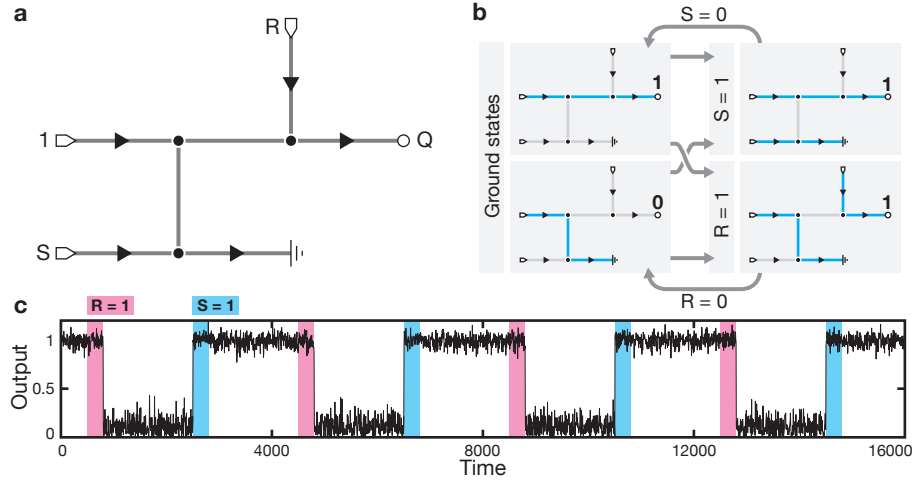 a
R
1
Q
S
b
S = 0
Ground states
1
S = 1
1
0
R = 1
1
R = 0
c
R = 1
S = 1
Output
1
0.5
0
0
4000
8000
12000
16000
Time